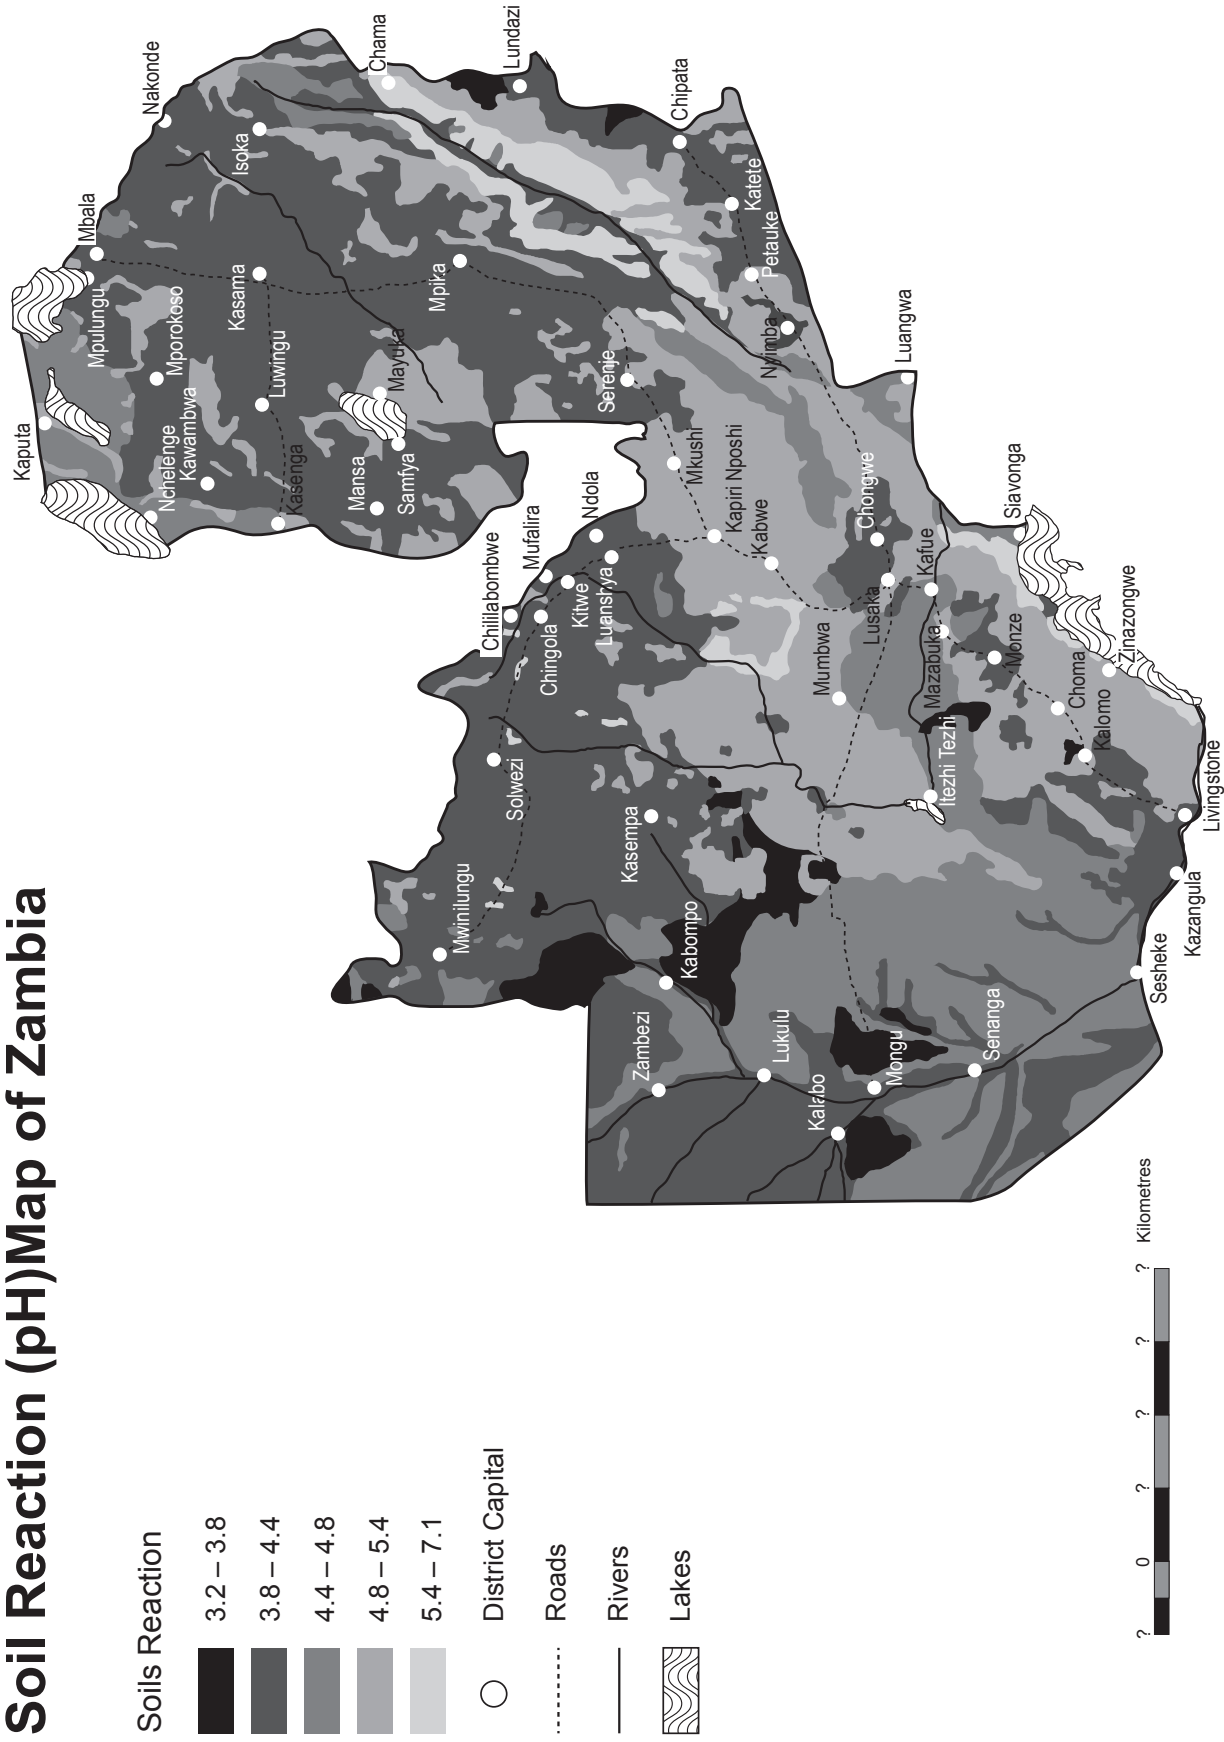 Soil Reaction (pH)Map of Zambia
Soils Reaction
3.2 – 3.8
3.8 – 4.4
4.4 – 4.8
4.8 – 5.4
5.4 – 7.1
District Capital
Roads
Rivers
Lakes
Kaputa
Mpulungu
Mbala
Nakonde
Nchelenge
Kawambwa
Mporokoso
Kasama
Isoka
Chama
Kasenga
Luwingu
Mansa
Samfya
Mayuka
Mpika
Lundazi
Chililabombwe
Mufalira
Ndola
Serenje
Chipata
Mwinilungu
Solwezi
Chingola
Kitwe
Luanshya
Mkushi
Kapiri Nposhi
Katete
Petauke
Nyimba
Kasempa
Kabompo
Zambezi
Kabwe
Lukulu
Mumbwa
Lusaka
Chongwe
Luangwa
Kalabo
Mongu
Itezhi Tezhi
Mazabuka
Kafue
Senanga
Monze
Siavonga
Choma
Kalomo
Zinazongwe
Sesheke
Kazangula
Livingstone
? 0 ? ? ? ? Kilometres